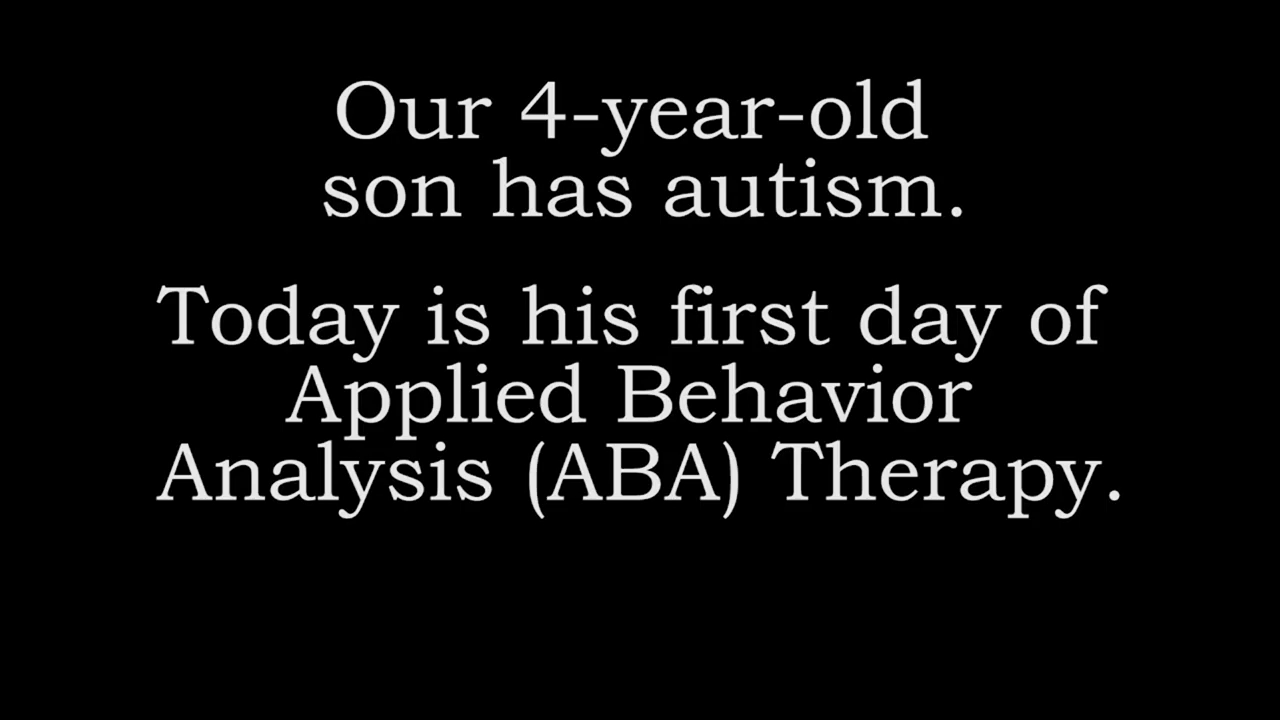 Our 4-year-old
son has autism.
Today is his first day of
Applied Behavior
Analysis (ABA) Therapy.